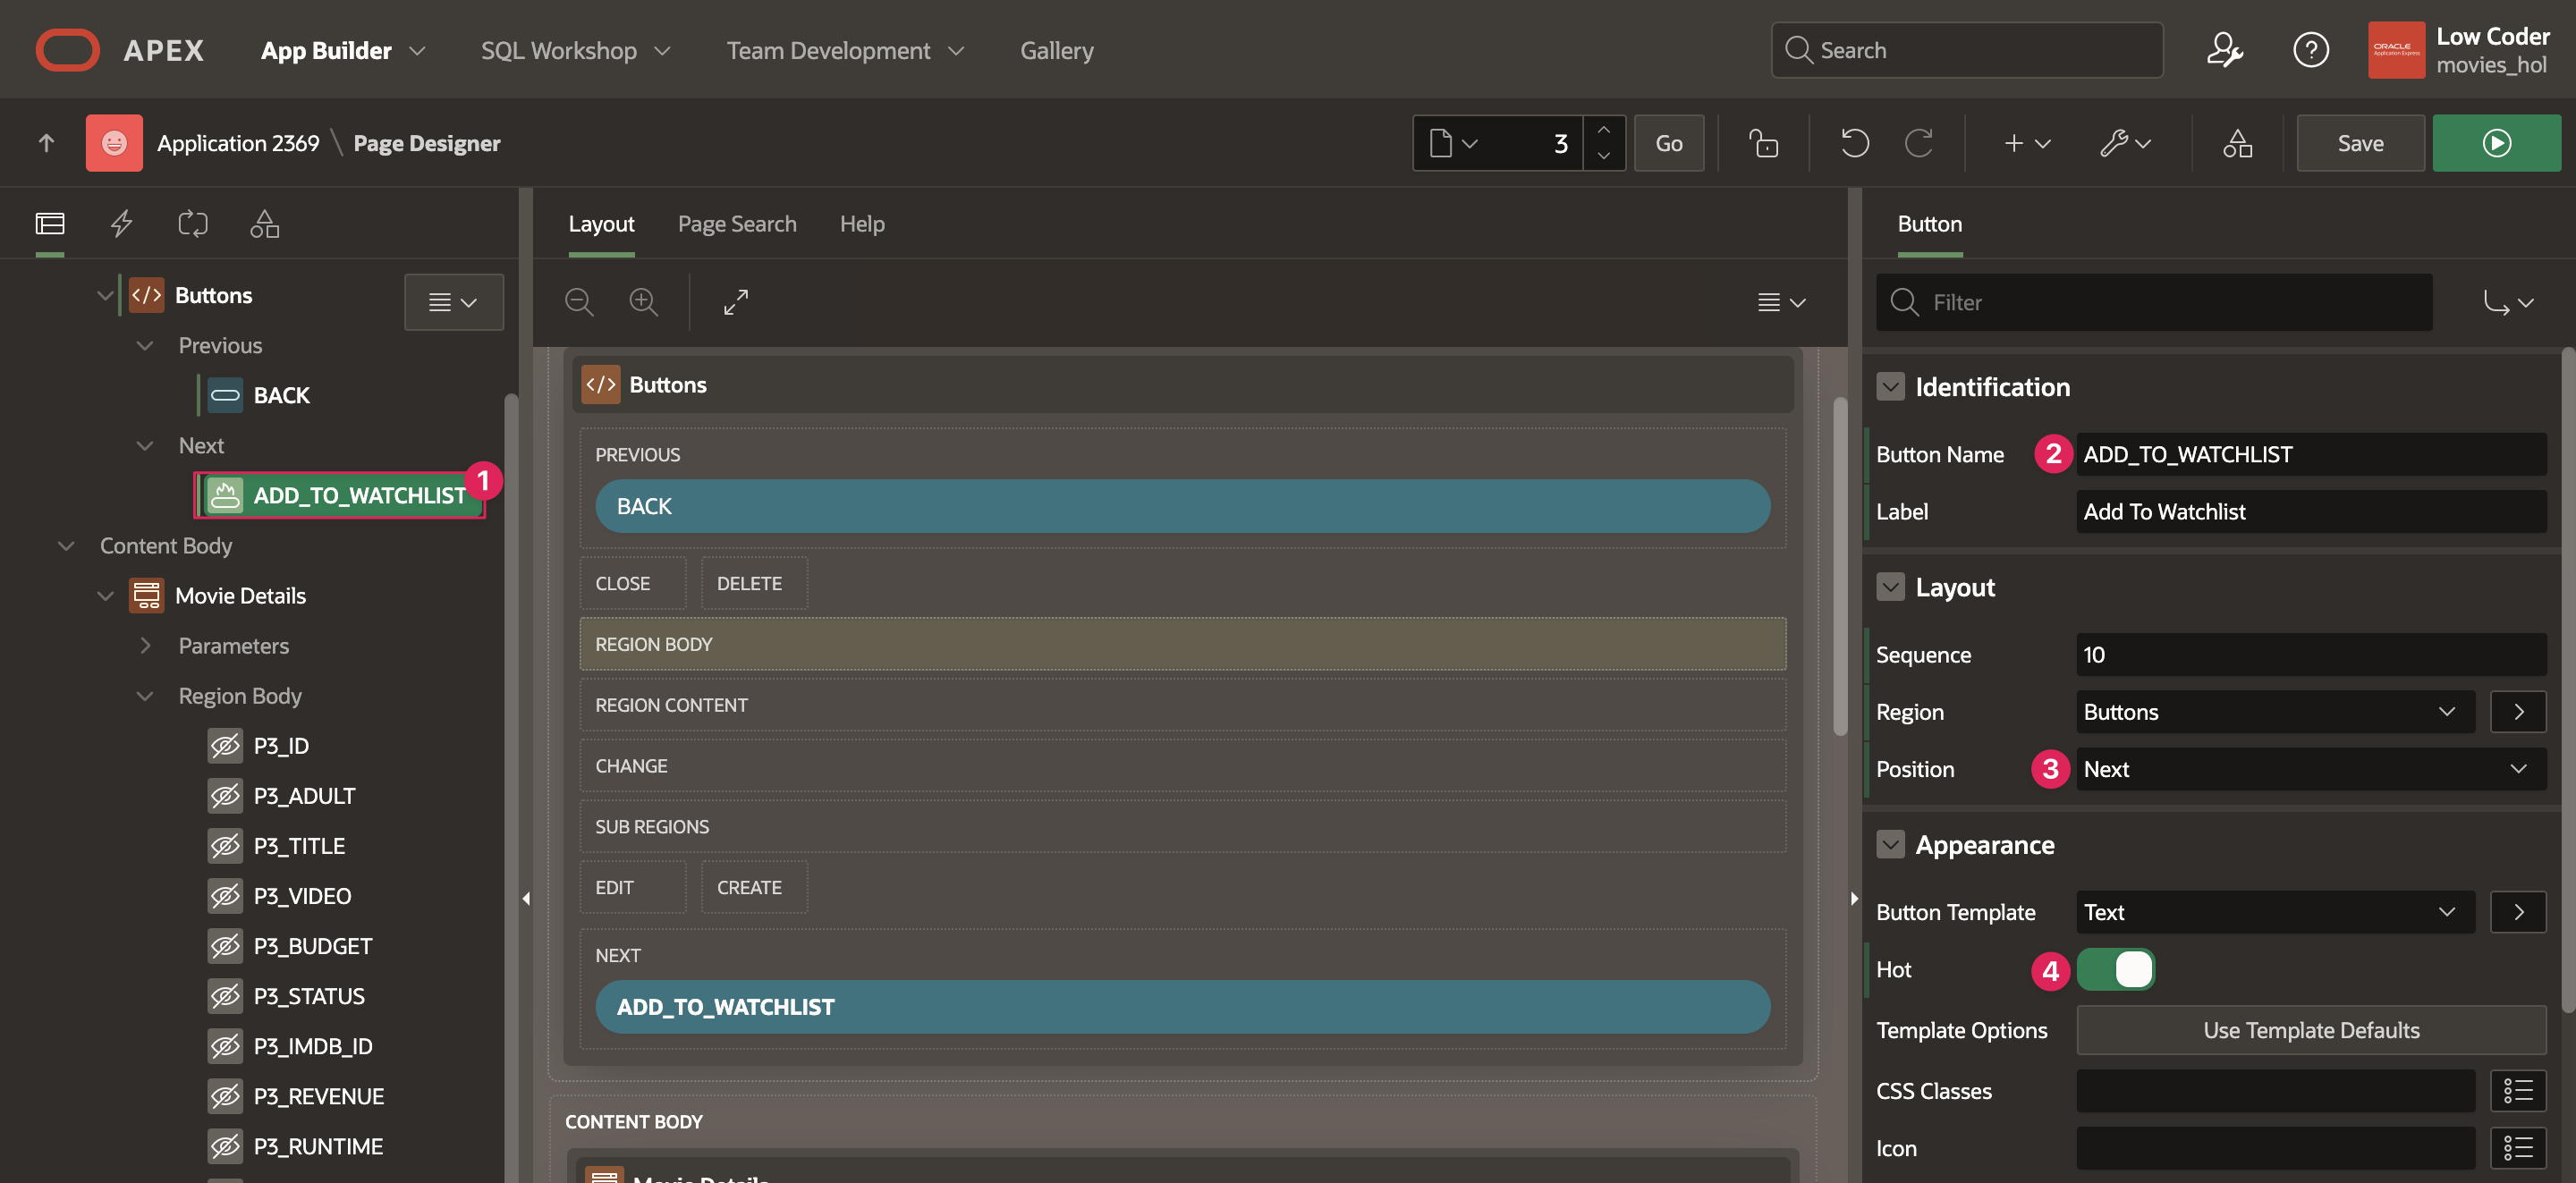 APEX App Builder SQL Workshop Team Development Gallery Search Low Coder
movies_hol
ORACLE
Application Express
Application 2369 \ Page Designer 3 Go Save
Buttons
Previous
BACK
Next
ADD_TO_WATCHLIST 1
Content Body
Movie Details
Parameters
Region Body
P3_ID
P3_ADULT
P3_TITLE
P3_VIDEO
P3_BUDGET
P3_STATUS
P3_IMDB_ID
P3_REVENUE
P3_RUNTIME
Layout Page Search Help
Buttons
PREVIOUS
BACK
CLOSE DELETE
REGION BODY
REGION CONTENT
CHANGE
SUB REGIONS
EDIT CREATE
NEXT
ADD_TO_WATCHLIST
CONTENT BODY
Movie Details
Button
Filter
Identification
Button Name 2 ADD_TO_WATCHLIST
Label Add To Watchlist
Layout
Sequence 10
Region Buttons
Position 3 Next
Appearance
Button Template Text
Hot 4
Template Options Use Template Defaults
CSS Classes
Icon